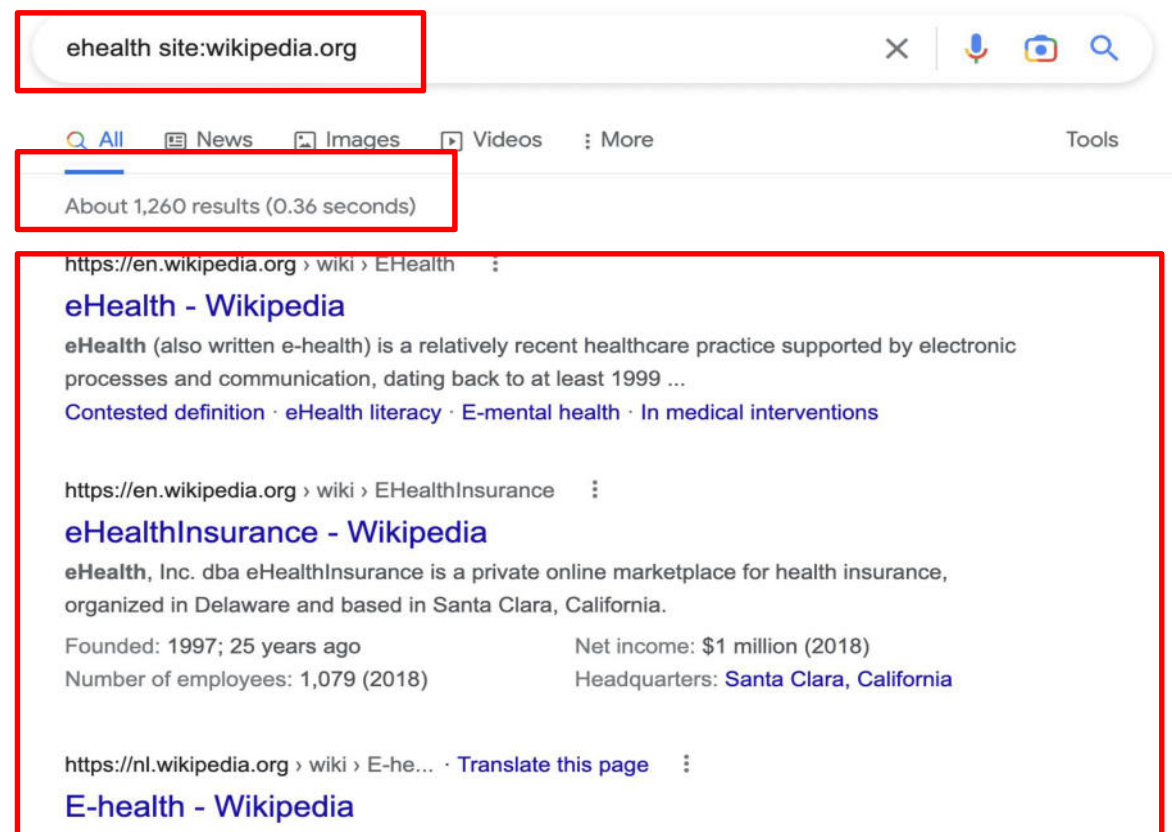 ehealth site:wikipedia.org
All News Images Videos More Tools
About 1,260 results (0.36 seconds)
https://en.wikipedia.org › wiki › EHealth
eHealth - Wikipedia
eHealth (also written e-health) is a relatively recent healthcare practice supported by electronic
processes and communication, dating back to at least 1999 ...
Contested definition · eHealth literacy · E-mental health · In medical interventions
https://en.wikipedia.org › wiki › EHealthInsurance
eHealthInsurance - Wikipedia
eHealth, Inc. dba eHealthInsurance is a private online marketplace for health insurance,
organized in Delaware and based in Santa Clara, California.
Founded: 1997; 25 years ago Net income: $1 million (2018)
Number of employees: 1,079 (2018) Headquarters: Santa Clara, California
https://nl.wikipedia.org › wiki › E-he... · Translate this page
E-health - Wikipedia